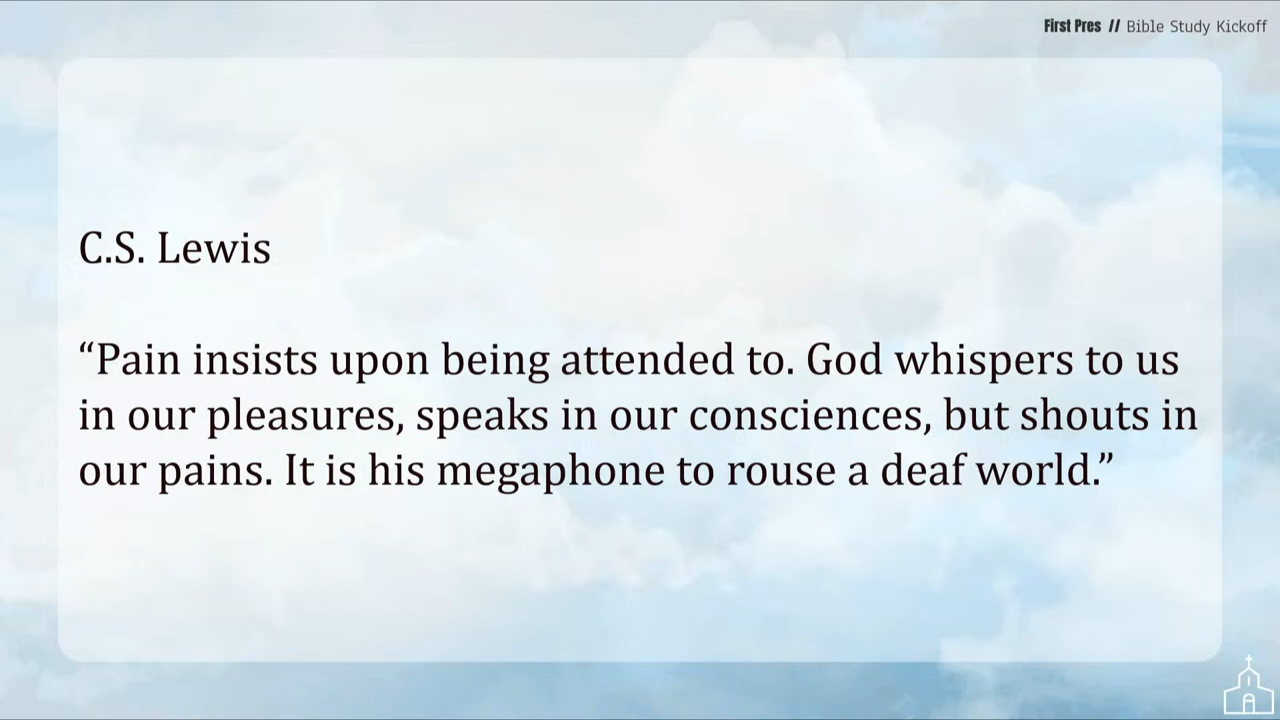 First Pres // Bible Study Kickoff
C.S. Lewis
“Pain insists upon being attended to. God whispers to us
in our pleasures, speaks in our consciences, but shouts in
our pains. It is his megaphone to rouse a deaf world.”